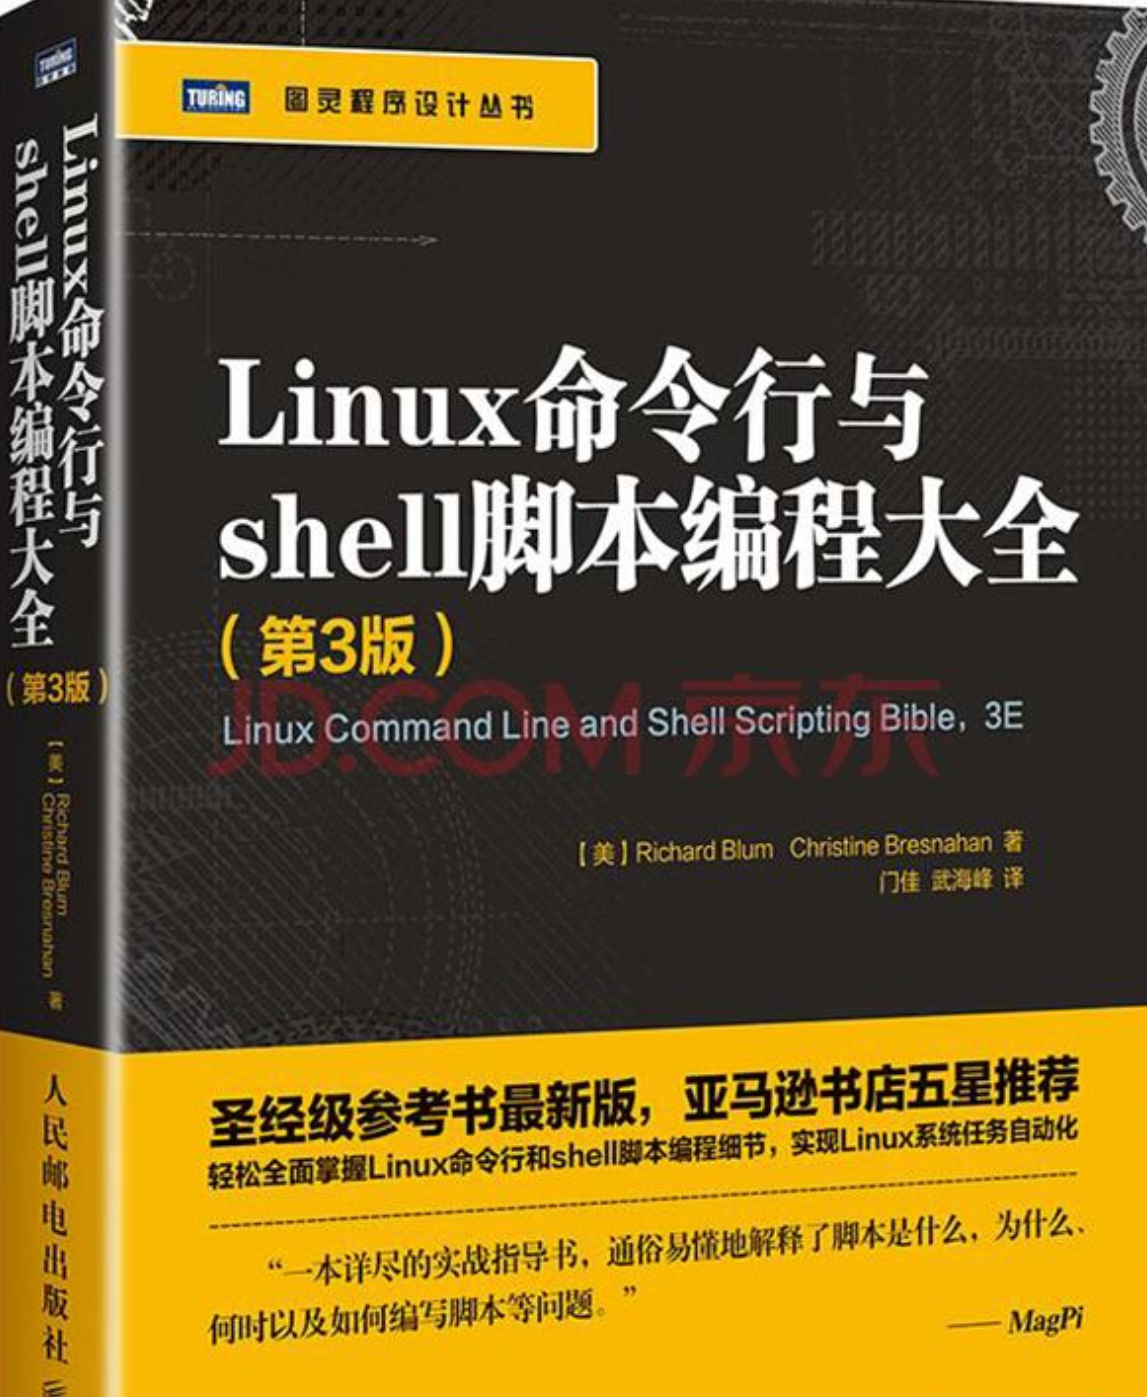 TURING
Linux命令行与
shell脚本编程大全
（第3版）
【美】Richard Blum
Christine Bresnahan 著
人民邮电出版社
TURING 图灵程序设计丛书
Linux命令行与
shell脚本编程大全
（第3版）
JD.COM 京东
Linux Command Line and Shell Scripting Bible, 3E
【美】Richard Blum Christine Bresnahan 著
门佳 武海峰 译
圣经级参考书最新版，亚马逊书店五星推荐
轻松全面掌握Linux命令行和shell脚本编程细节，实现Linux系统任务自动化
“一本详尽的实战指导书，通俗易懂地解释了脚本是什么，为什么、
何时以及如何编写脚本等问题。”
—— MagPi